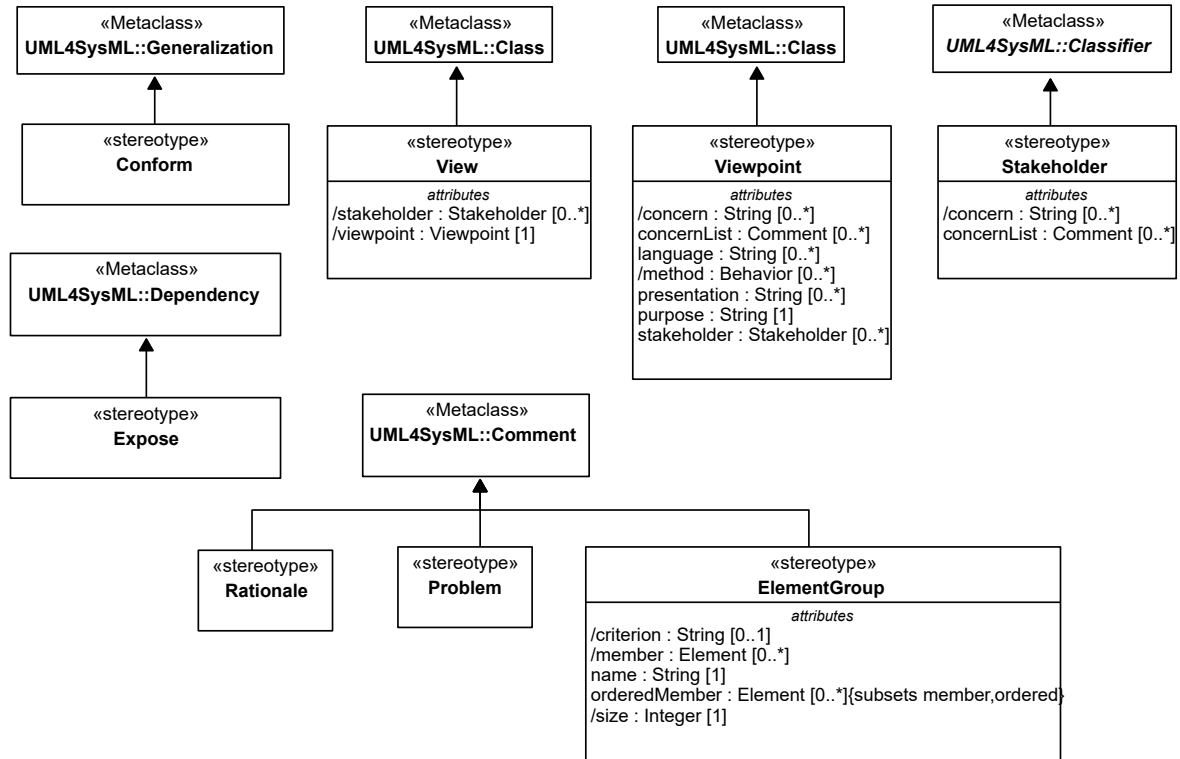 «Metaclass»
UML4SysML::Generalization
«stereotype»
Conform
«Metaclass»
UML4SysML::Class
«stereotype»
View
attributes
/stakeholder : Stakeholder [0..*]
/viewpoint : Viewpoint [1]
«Metaclass»
UML4SysML::Class
«stereotype»
Viewpoint
attributes
/concern : String [0..*]
concernList : Comment [0..*]
language : String [0..*]
/method : Behavior [0..*]
presentation : String [0..*]
purpose : String [1]
stakeholder : Stakeholder [0..*]
«Metaclass»
UML4SysML::Classifier
«stereotype»
Stakeholder
attributes
/concern : String [0..*]
concernList : Comment [0..*]
«Metaclass»
UML4SysML::Dependency
«stereotype»
Expose
«Metaclass»
UML4SysML::Comment
«stereotype»
Rationale
«stereotype»
Problem
«stereotype»
ElementGroup
attributes
/criterion : String [0..1]
/member : Element [0..*]
name : String [1]
orderedMember : Element [0..*]{subsets member,ordered}
/size : Integer [1]